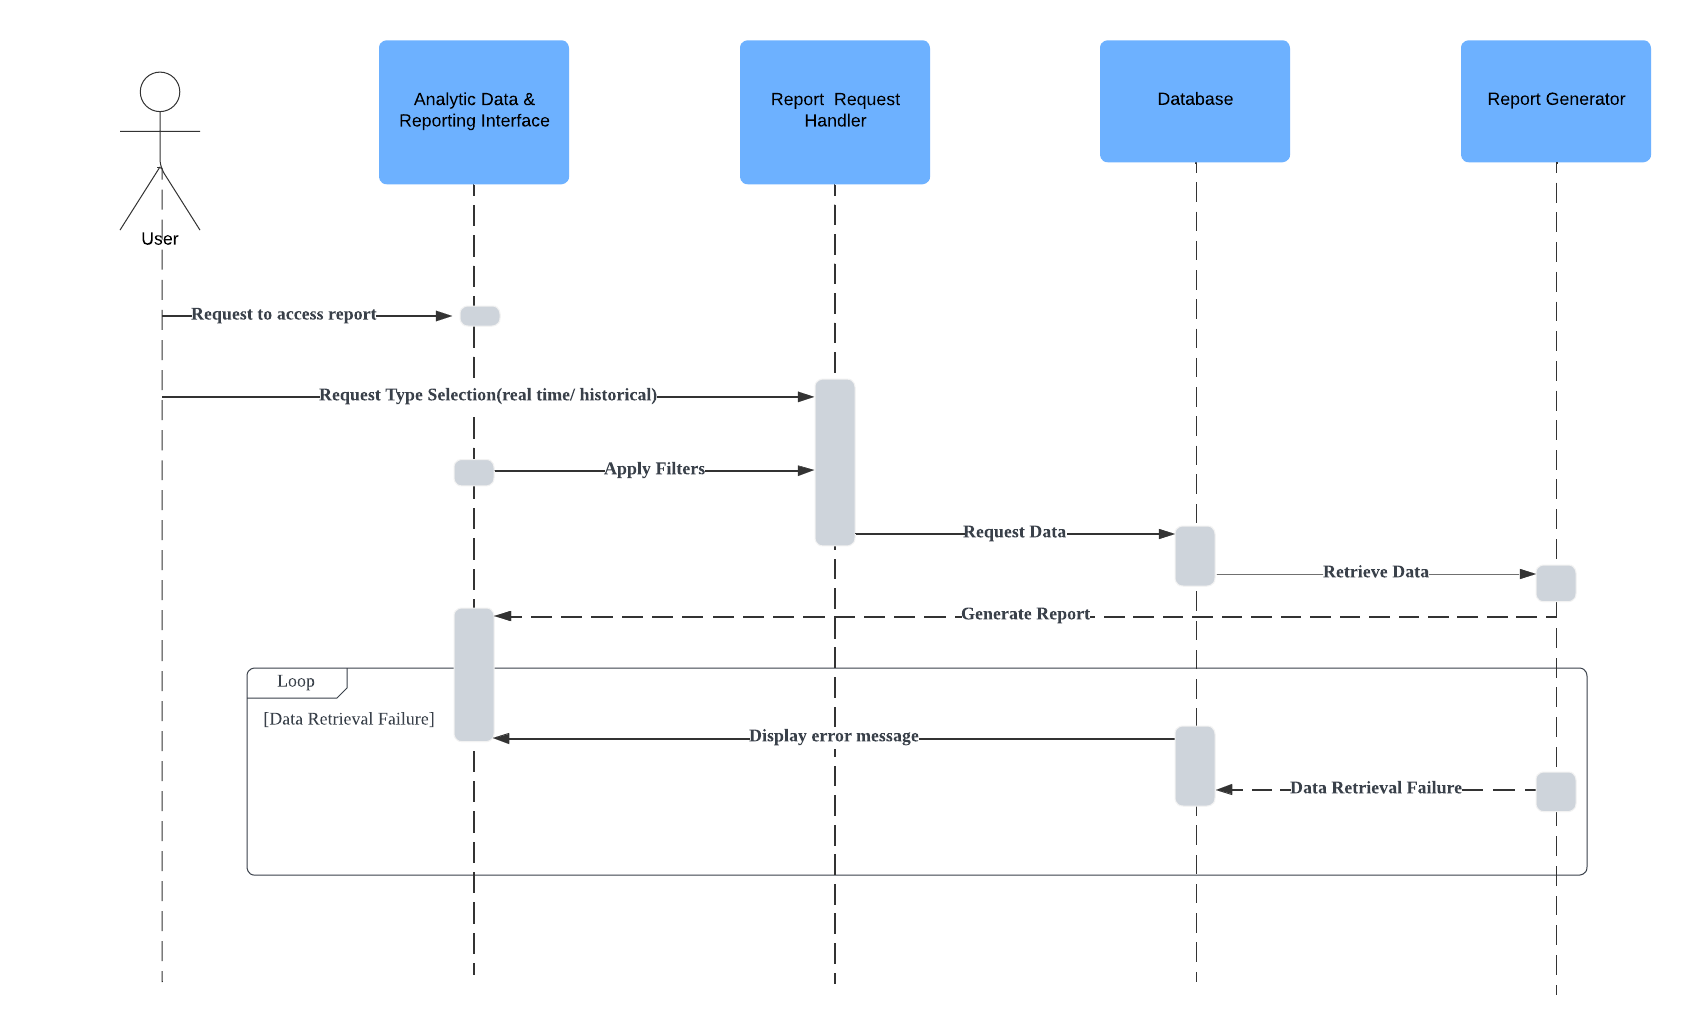 Analytic Data &
Reporting Interface
Report  Request
Handler
Database
Report Generator
User
Request to access report
Request Type Selection(real time/ historical)
Apply Filters
Request Data
Retrieve Data
Generate Report
Loop
[Data Retrieval Failure]
Display error message
Data Retrieval Failure